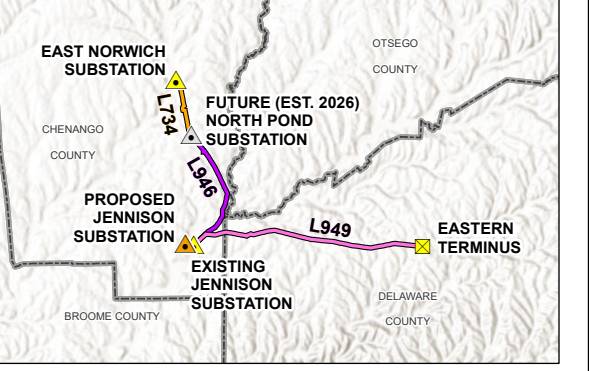 EAST NORWICH
SUBSTATION
OTSEGO
COUNTY
L734
FUTURE (EST. 2026)
NORTH POND
SUBSTATION
CHENANGO
COUNTY
L946
PROPOSED
JENNISON
SUBSTATION
L949
EASTERN
TERMINUS
EXISTING
JENNISON
SUBSTATION
DELAWARE
COUNTY
BROOME COUNTY